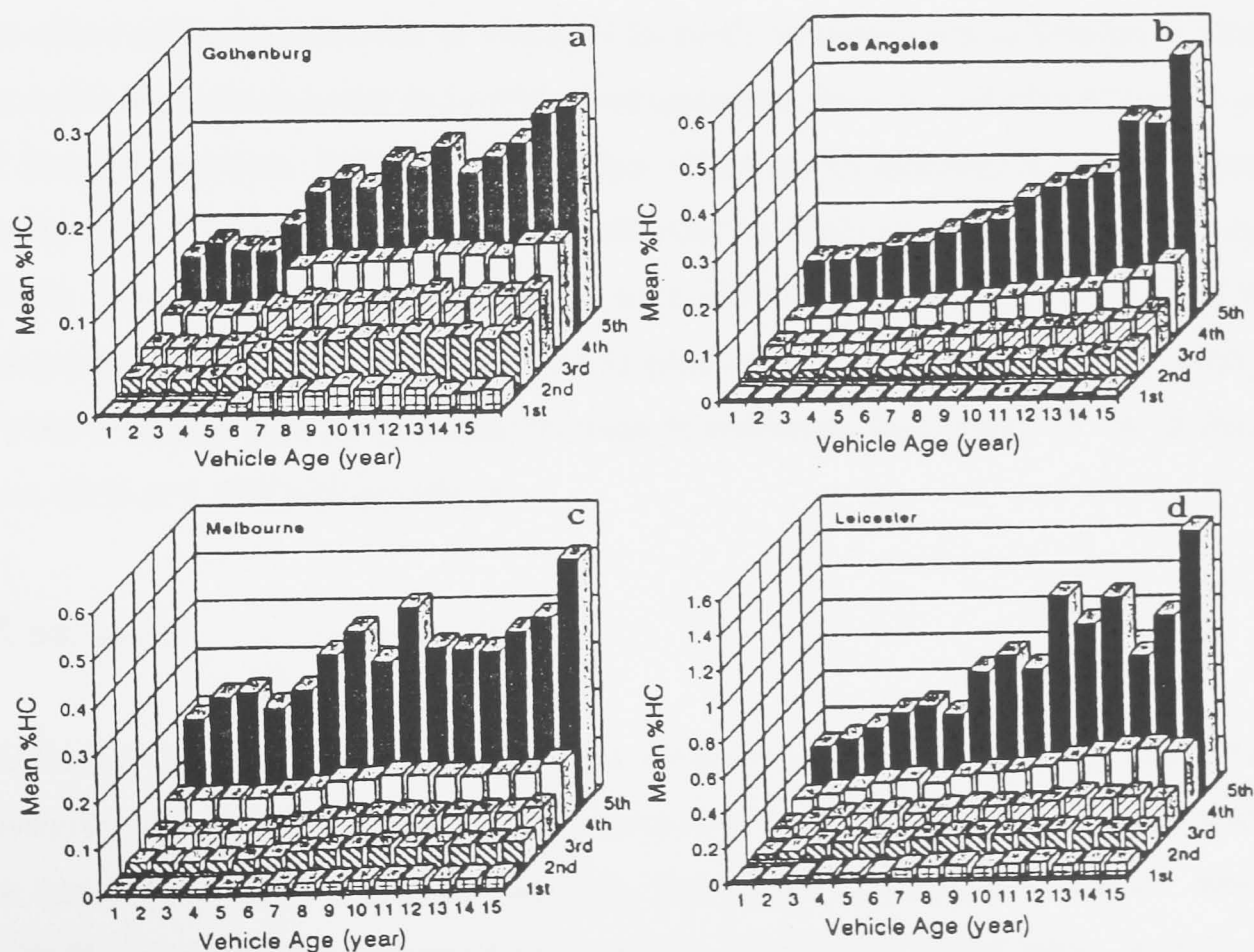 Gothenburg
a
0.3
0.2
0.1
0
Mean %HC
1 2 3 4 5 6 7 8 9 10 11 12 13 14 15
Vehicle Age (year)
1st
2nd
3rd
4th
5th
Los Angeles
b
0.6
0.5
0.4
0.3
0.2
0.1
0
Mean %HC
1 2 3 4 5 6 7 8 9 10 11 12 13 14 15
Vehicle Age (year)
1st
2nd
3rd
4th
5th
Melbourne
c
0.6
0.5
0.4
0.3
0.2
0.1
0
Mean %HC
1 2 3 4 5 6 7 8 9 10 11 12 13 14 15
Vehicle Age (year)
1st
2nd
3rd
4th
5th
Leicester
d
1.6
1.4
1.2
1
0.8
0.6
0.4
0.2
0
Mean %HC
1 2 3 4 5 6 7 8 9 10 11 12 13 14 15
Vehicle Age (year)
1st
2nd
3rd
4th
5th